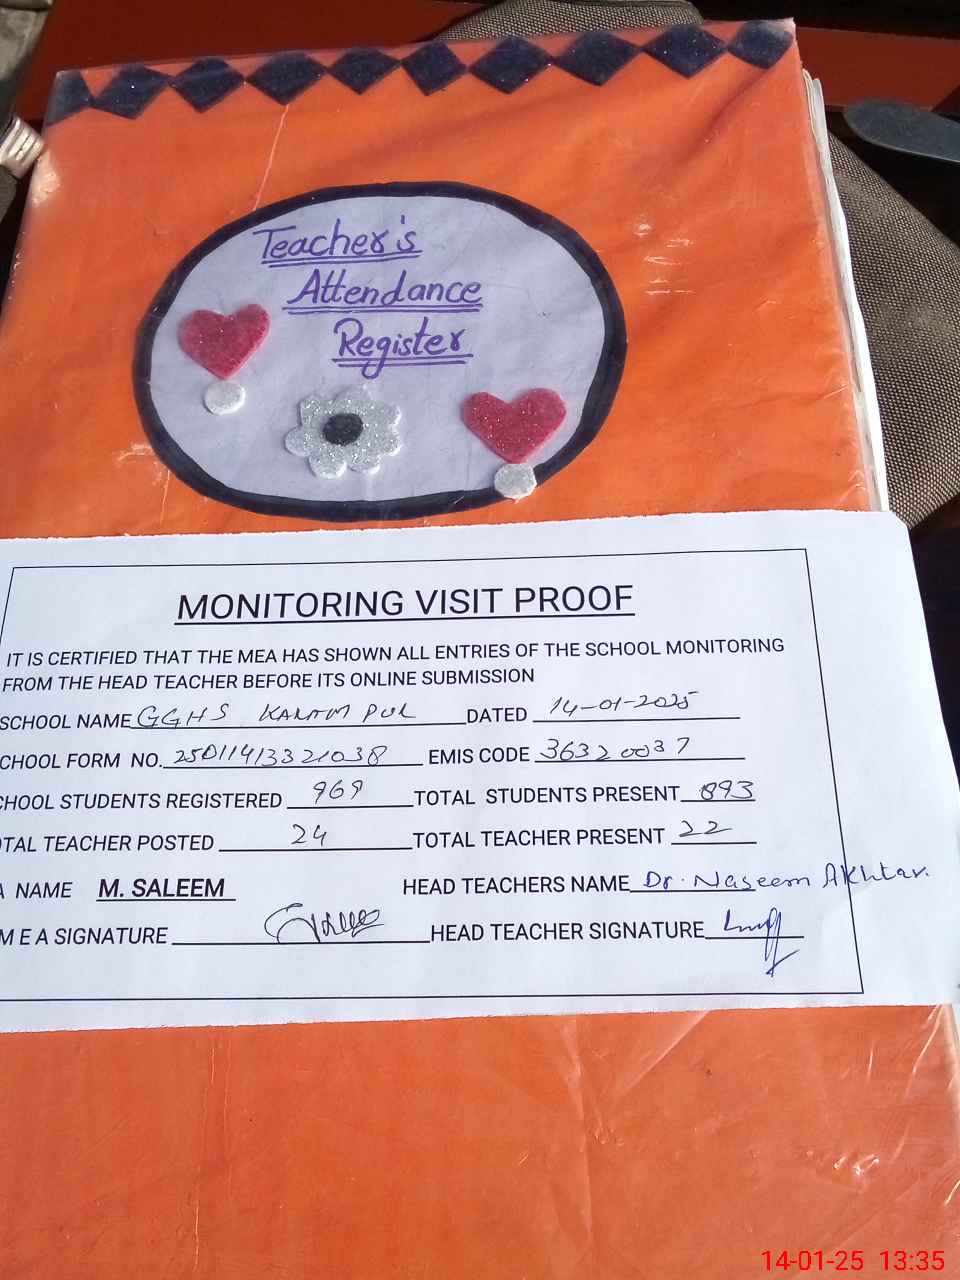 Teacher's
Attendance
Register
MONITORING VISIT PROOF
IT IS CERTIFIED THAT THE MEA HAS SHOWN ALL ENTRIES OF THE SCHOOL MONITORING
FROM THE HEAD TEACHER BEFORE ITS ONLINE SUBMISSION
SCHOOL NAME GGHS KARAM PUR DATED 14-01-2025
CHOOL FORM NO. EMIS CODE 36320037
CHOOL STUDENTS REGISTERED 969 TOTAL STUDENTS PRESENT 893
OTAL TEACHER POSTED 24 TOTAL TEACHER PRESENT 22
A NAME M. SALEEM HEAD TEACHERS NAME Dr. Naseem Akhtar.
M E A SIGNATURE HEAD TEACHER SIGNATURE
14-01-25 13:35